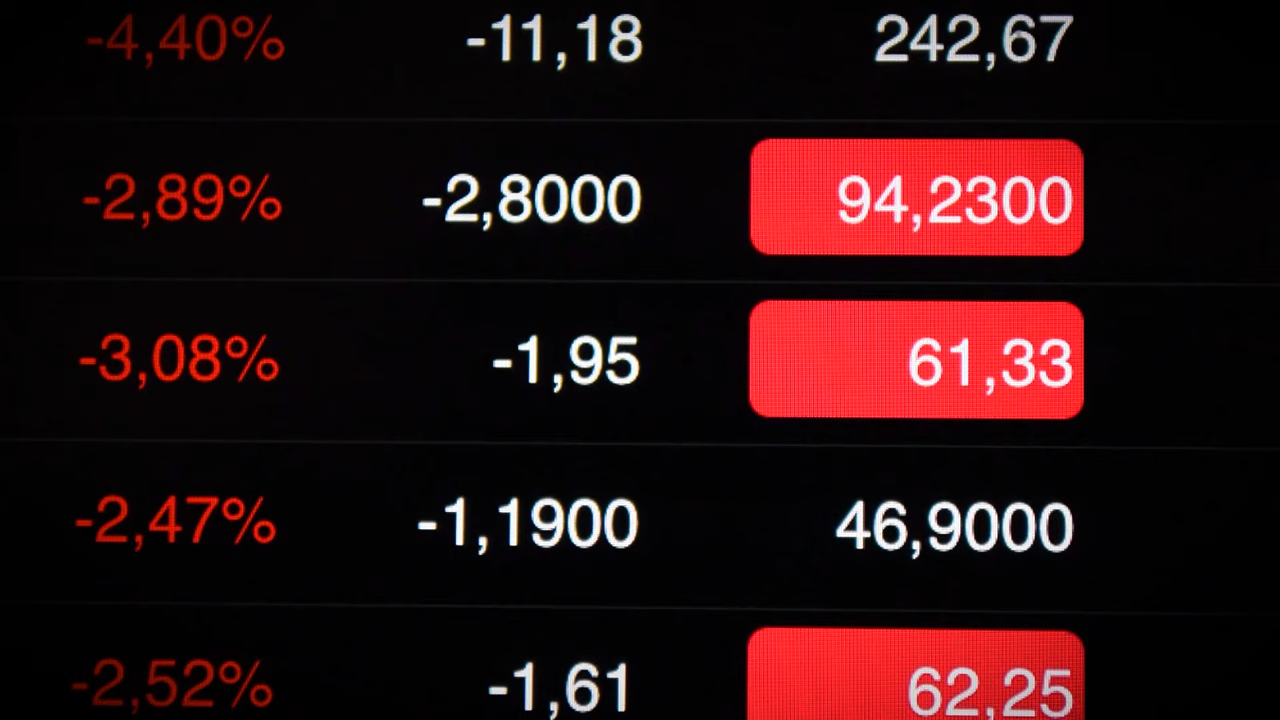 -4,40% -11,18 242,67
-2,89% -2,8000 94,2300
-3,08% -1,95 61,33
-2,47% -1,1900 46,9000
-2,52% -1,61 62,25